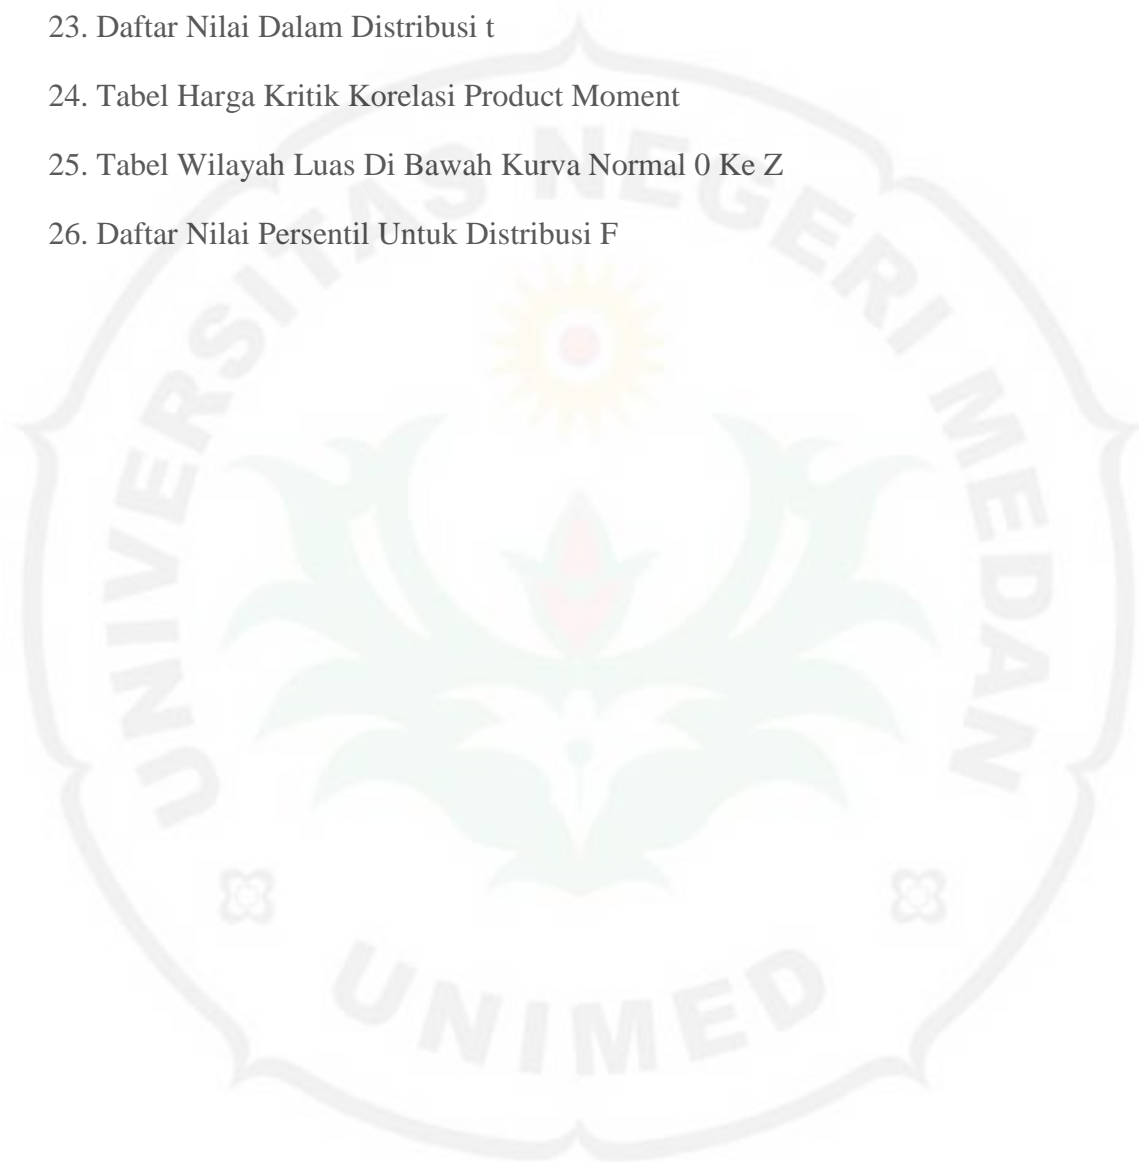 23. Daftar Nilai Dalam Distribusi t
24. Tabel Harga Kritik Korelasi Product Moment
25. Tabel Wilayah Luas Di Bawah Kurva Normal 0 Ke Z
26. Daftar Nilai Persentil Untuk Distribusi F
UNIVERSITAS NEGERI MEDAN
UNIMED